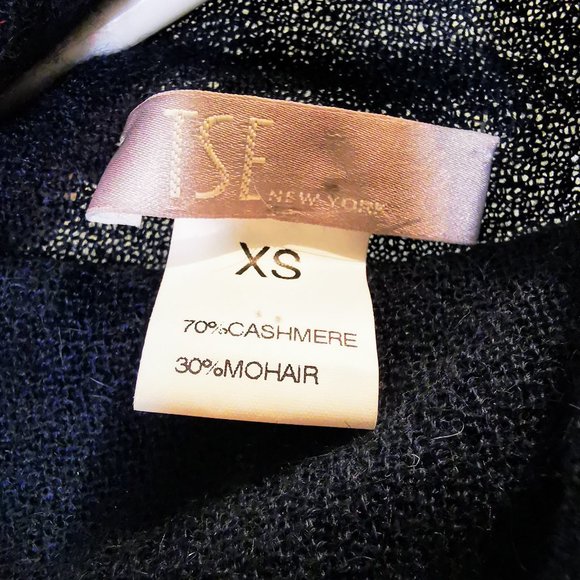 TSE
NEW YORK
XS
70%CASHMERE
30%MOHAIR